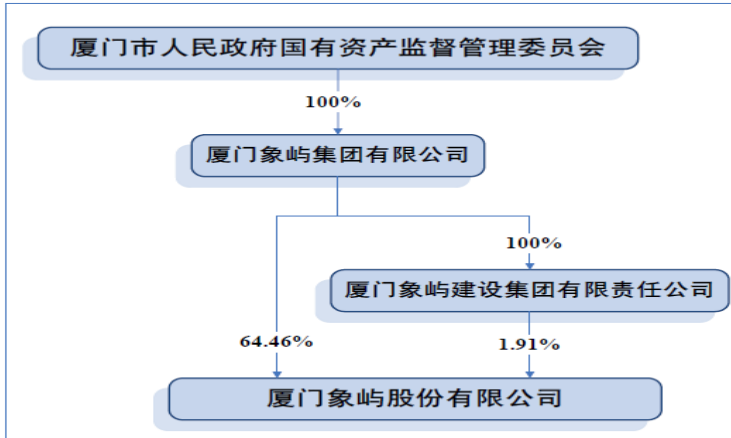 厦门市人民政府国有资产监督管理委员会
100%
厦门象屿集团有限公司
100%
厦门象屿建设集团有限责任公司
64.46%
1.91%
厦门象屿股份有限公司